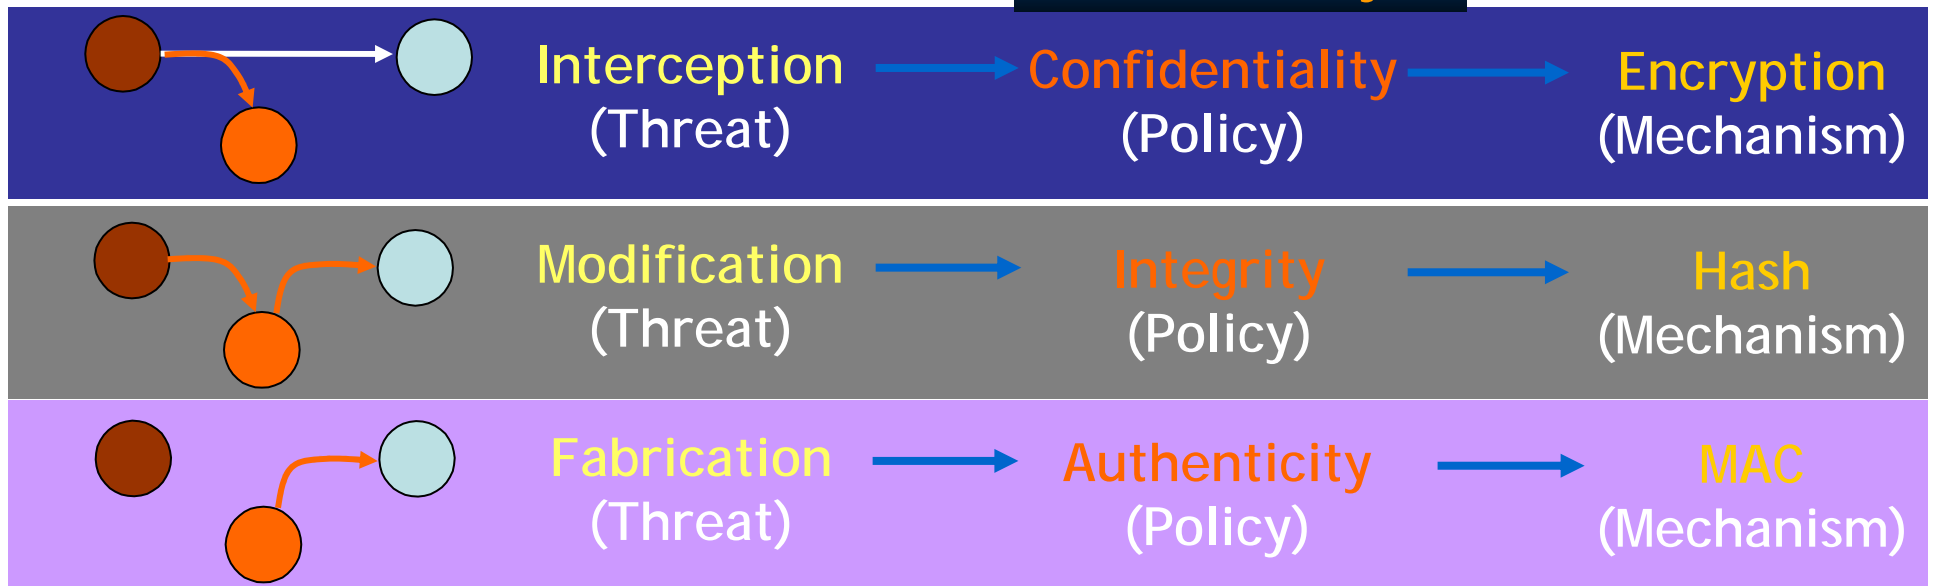 Interception Confidentiality Encryption
(Threat) (Policy) (Mechanism)
Modification Integrity Hash
(Threat) (Policy) (Mechanism)
Fabrication Authenticity MAC
(Threat) (Policy) (Mechanism)